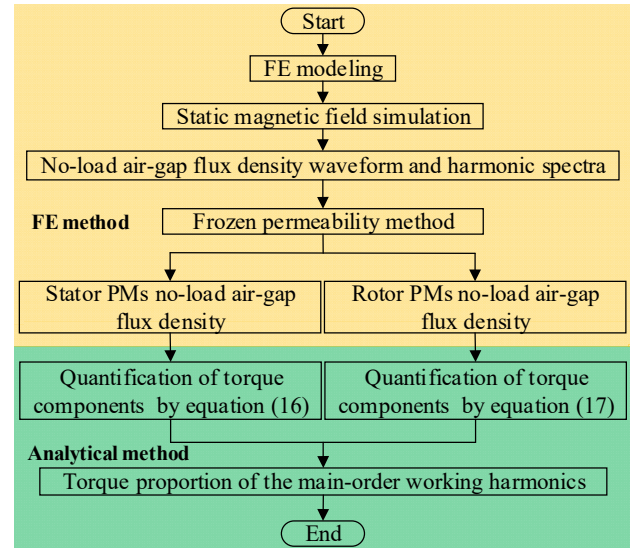 Start
FE modeling
Static magnetic field simulation
No-load air-gap flux density waveform and harmonic spectra
FE method
Frozen permeability method
Stator PMs no-load air-gap
flux density
Rotor PMs no-load air-gap
flux density
Quantification of torque
components by equation (16)
Quantification of torque
components by equation (17)
Analytical method
Torque proportion of the main-order working harmonics
End